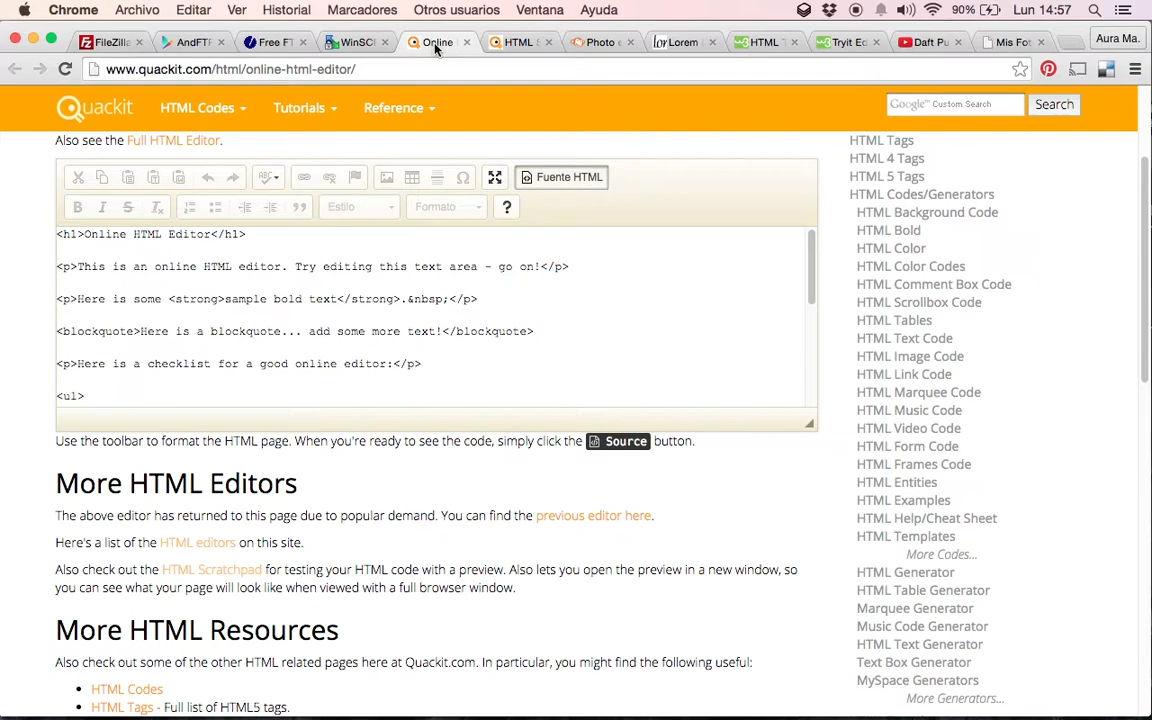 Chrome Archivo Editar Ver Historial Marcadores Otros usuarios Ventana Ayuda 90% Lun 14:57
FileZilla AndFTP Free FT WinSCP Online HTML S Photo e Lorem HTML T Tryit Ed Daft Pu Mis Fot Aura Ma.
www.quackit.com/html/online-html-editor/
Quackit HTML Codes Tutorials Reference Google™ Custom Search Search
Also see the Full HTML Editor.
Fuente HTML
B I S Estilo Formato ?
<h1>Online HTML Editor</h1>
<p>This is an online HTML editor. Try editing this text area - go on!</p>
<p>Here is some <strong>sample bold text</strong>.&nbsp;</p>
<blockquote>Here is a blockquote... add some more text!</blockquote>
<p>Here is a checklist for a good online editor:</p>
<ul>
Use the toolbar to format the HTML page. When you're ready to see the code, simply click the Source button.
More HTML Editors
The above editor has returned to this page due to popular demand. You can find the previous editor here.
Here's a list of the HTML editors on this site.
Also check out the HTML Scratchpad for testing your HTML code with a preview. Also lets you open the preview in a new window, so
you can see what your page will look like when viewed with a full browser window.
More HTML Resources
Also check out some of the other HTML related pages here at Quackit.com. In particular, you might find the following useful:
• HTML Codes
• HTML Tags - Full list of HTML5 tags.
HTML Tags
HTML 4 Tags
HTML 5 Tags
HTML Codes/Generators
HTML Background Code
HTML Bold
HTML Color
HTML Color Codes
HTML Comment Box Code
HTML Scrollbox Code
HTML Tables
HTML Text Code
HTML Image Code
HTML Link Code
HTML Marquee Code
HTML Music Code
HTML Video Code
HTML Form Code
HTML Frames Code
HTML Entities
HTML Examples
HTML Help/Cheat Sheet
HTML Templates
More Codes...
HTML Generator
HTML Table Generator
Marquee Generator
Music Code Generator
HTML Text Generator
Text Box Generator
MySpace Generators
More Generators...